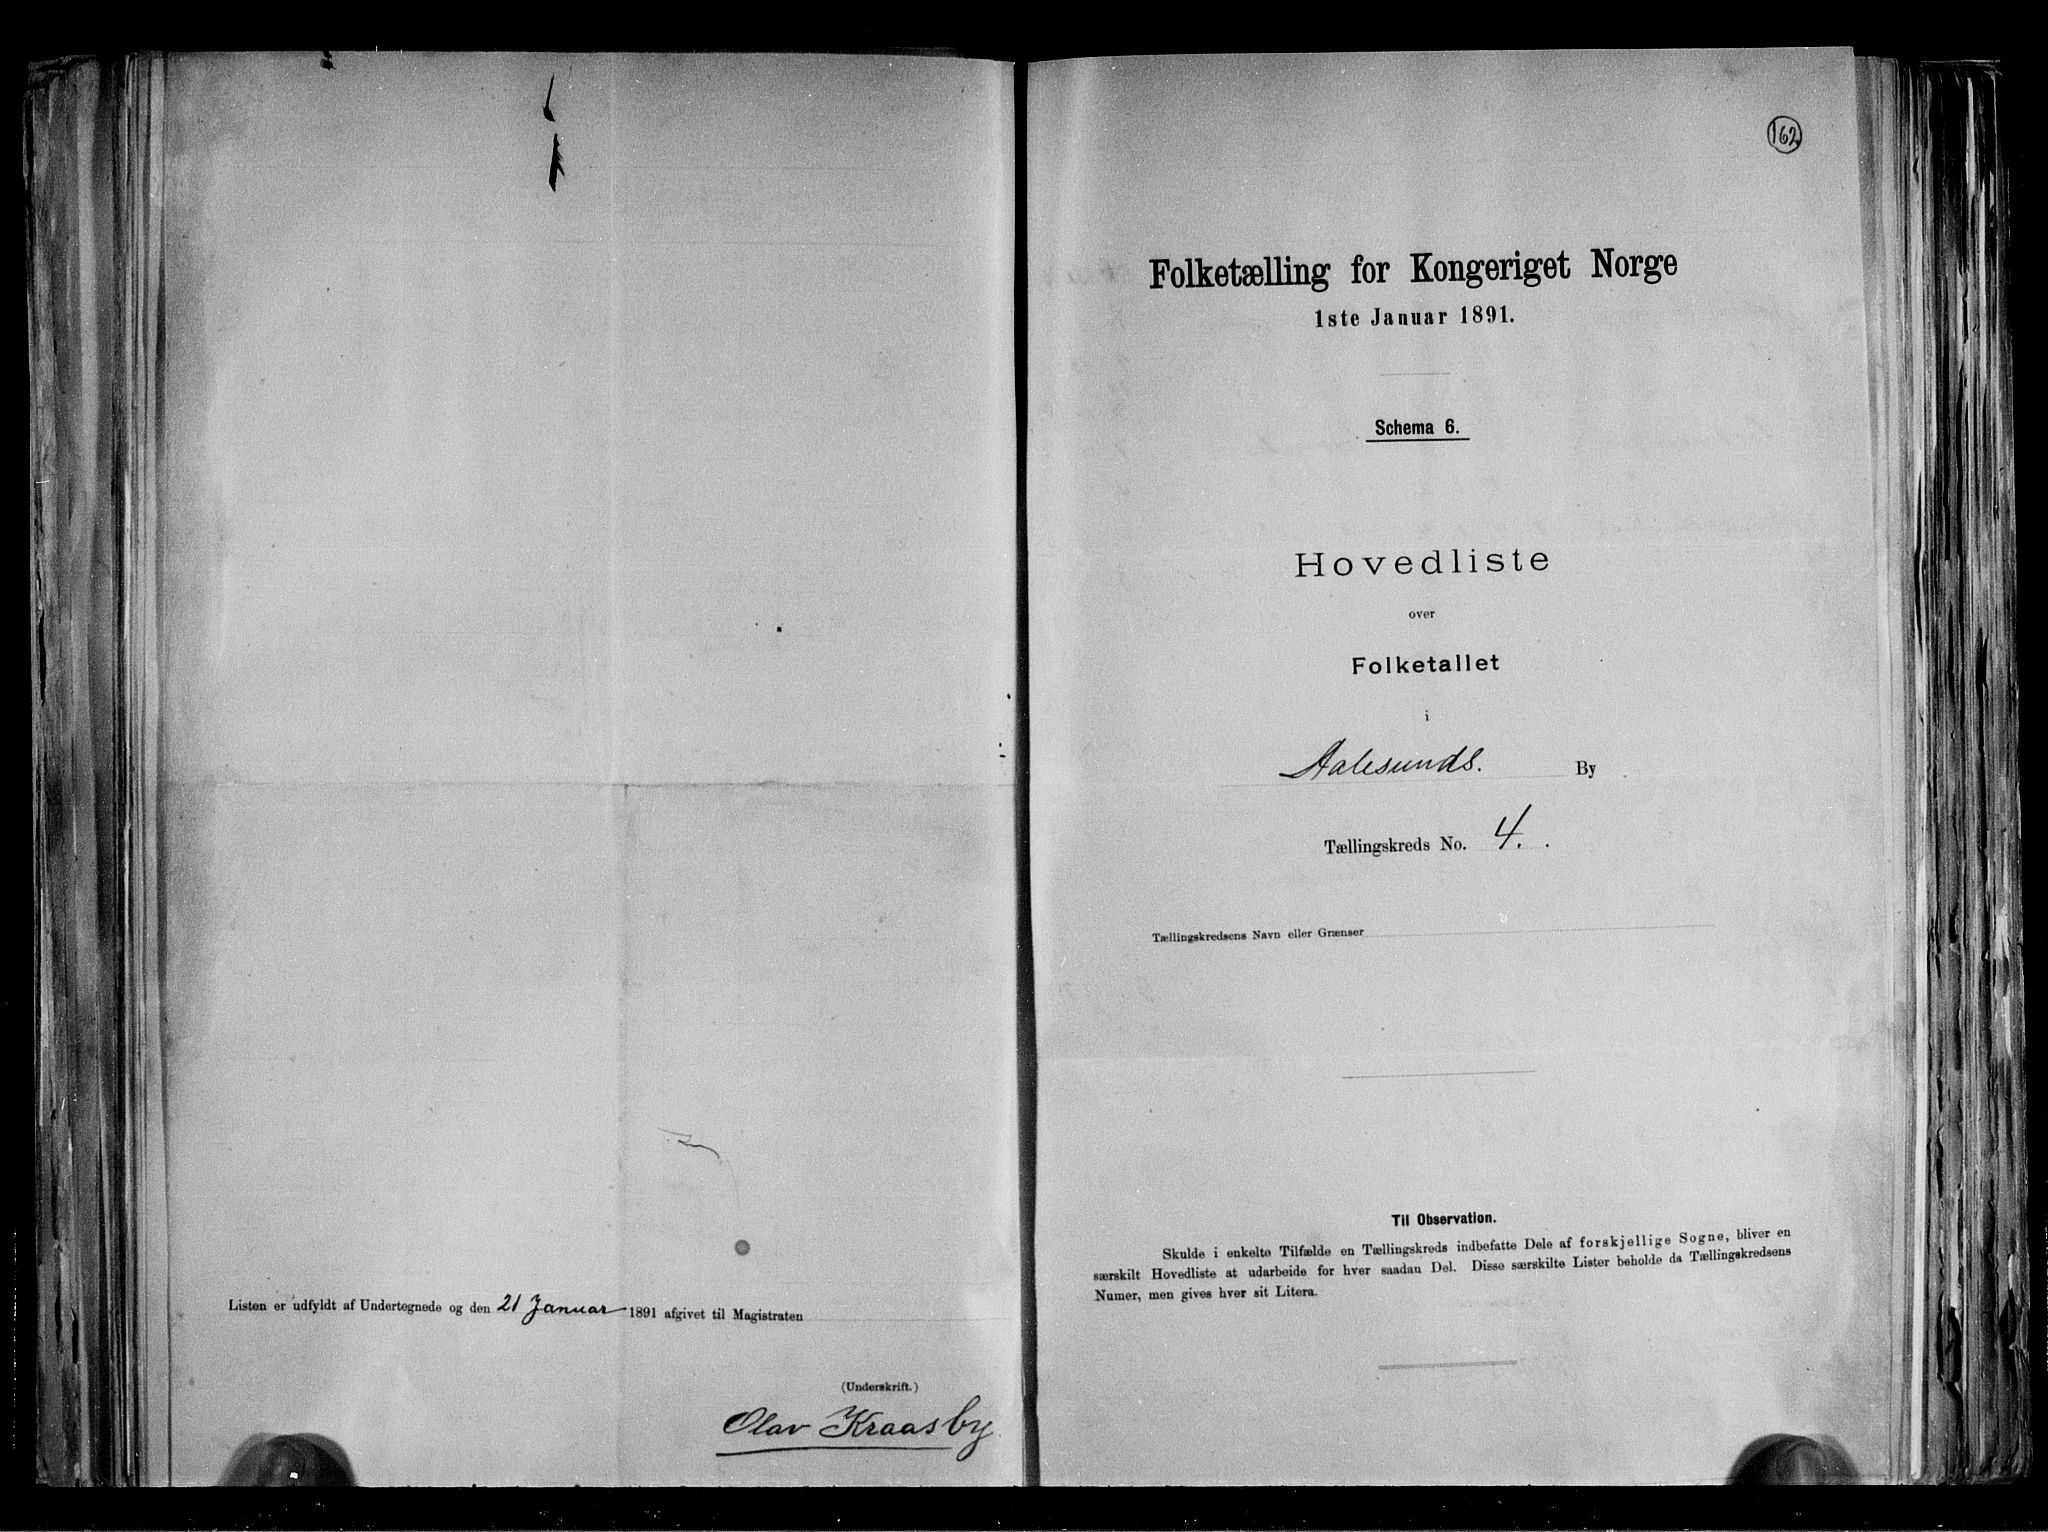 Listen er udfyldt af Undertegnede og den 21 Januar 1891 afgivet til Magistraten
(Underskrift.)
Olav Kraasby
162
Folketælling for Kongeriget Norge
1ste Januar 1891.
Schema 6.
Hovedliste
over
Folketallet
i
Aalesunds. By
Tællingskreds No. 4.
Tællingskredsens Navn eller Grænser
Til Observation.
Skulde i enkelte Tilfælde en Tællingskreds indbefatte Dele af forskjellige Sogne, bliver en
særskilt Hovedliste at udarbeide for hver saadan Del. Disse særskilte Lister beholde da Tællingskredsens
Numer, men gives hver sit Litera.